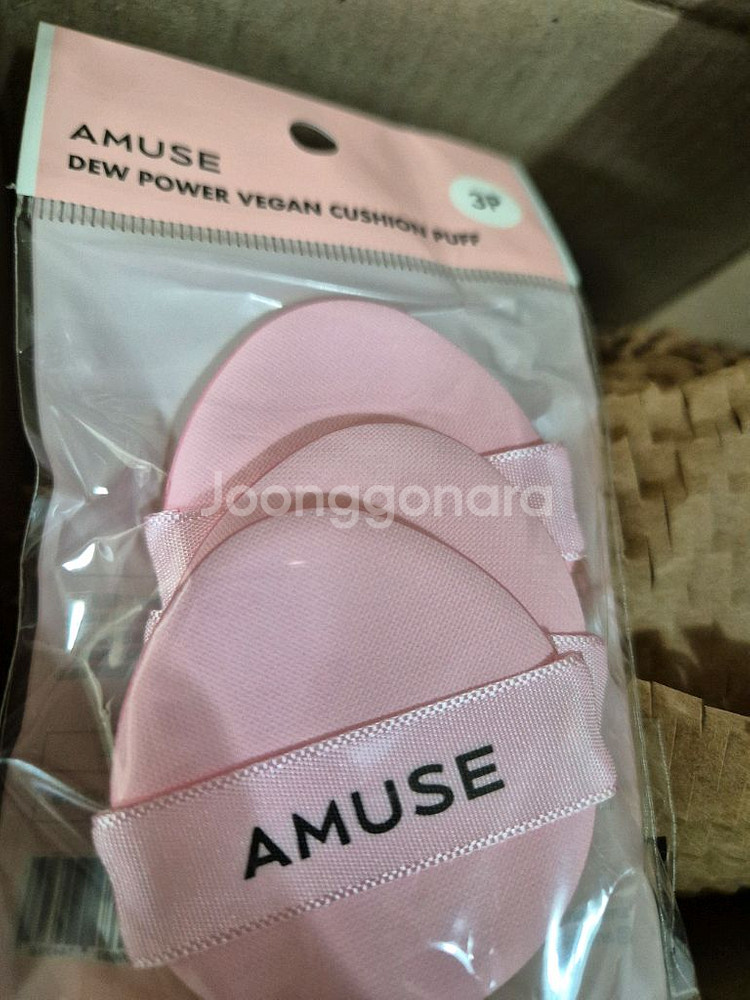 AMUSE
DEW POWER VEGAN CUSHION PUFF
3P
Joonggonara
AMUSE